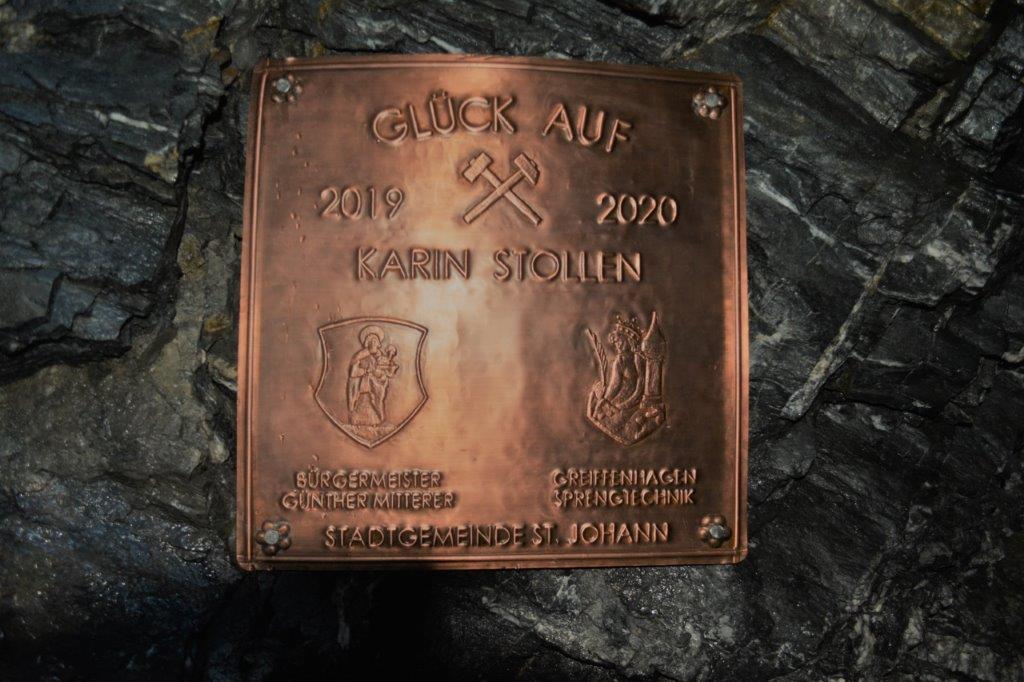 GLÜCK AUF
2019 2020
KARIN STOLLEN
BÜRGERMEISTER
GÜNTHER MITTERER
GREIFFENHAGEN
SPRENGTECHNIK
STADTGEMEINDE ST. JOHANN